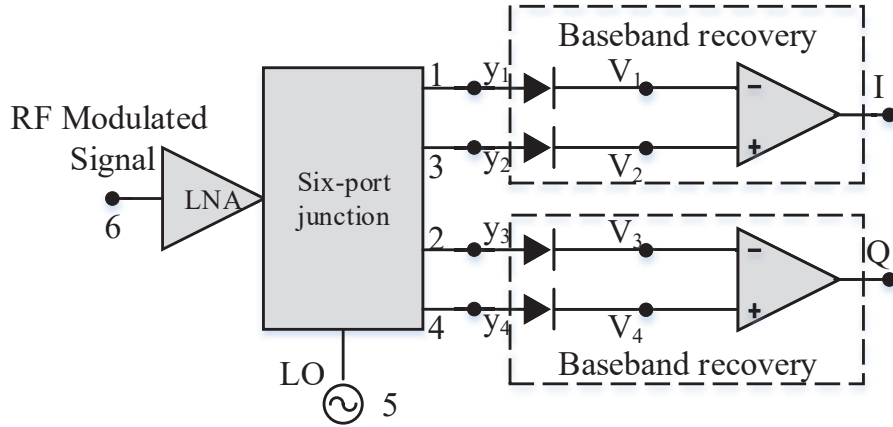 Baseband recovery
1
y1
V1
I
RF Modulated
Signal
LNA
6
Six-port
junction
3
y2
V2
2
y3
V3
Q
4
y4
V4
LO
5
Baseband recovery